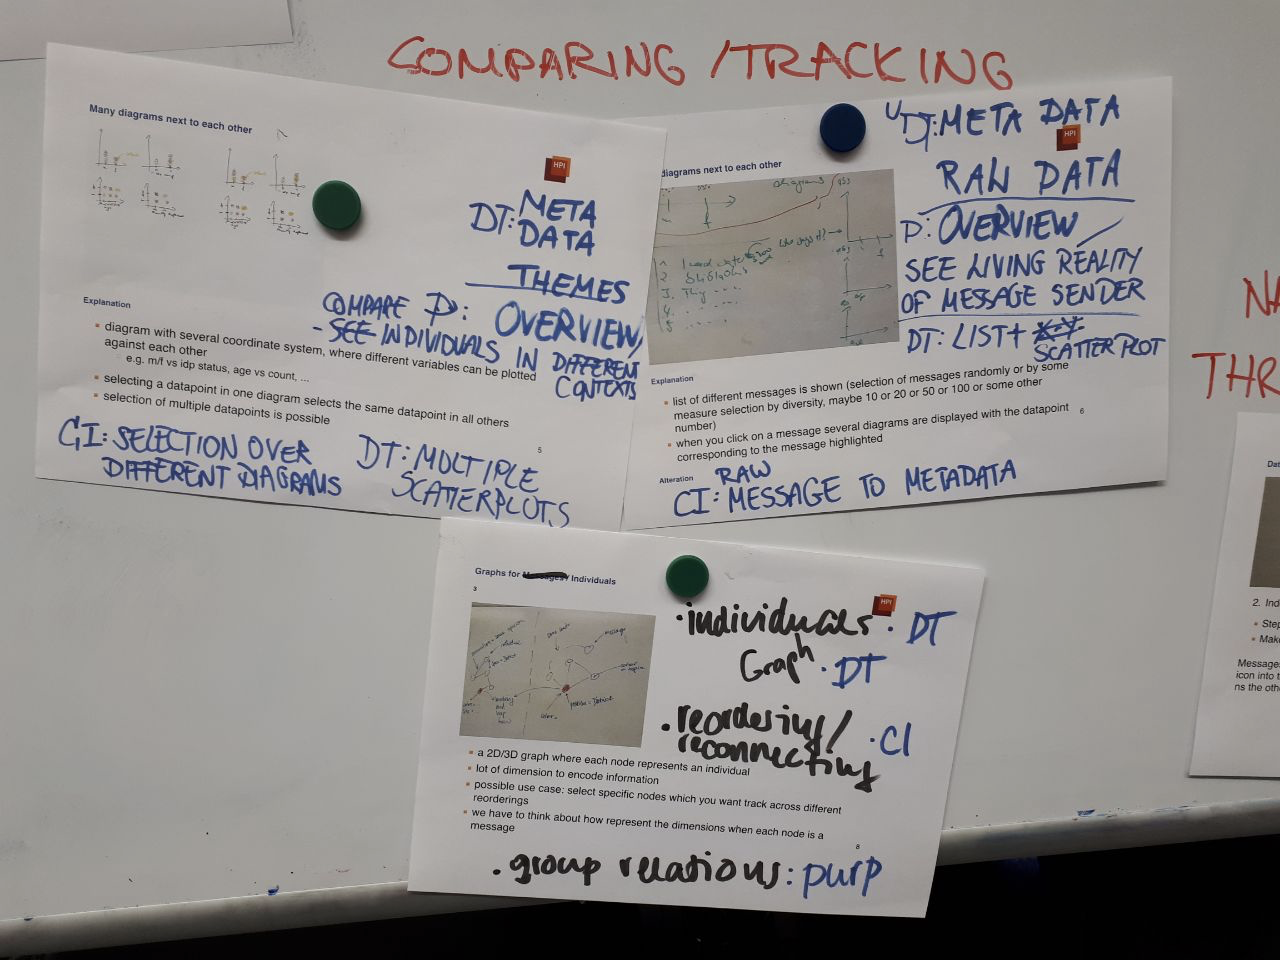 COMPARING / TRACKING
Many diagrams next to each other
HPI
DT: META
DATA
THEMES
COMPARE P: OVERVIEW,
- SEE INDIVIDUALS IN DIFFERENT
CONTEXTS
Explanation
diagram with several coordinate system, where different variables can be plotted
against each other
e.g. m/f vs idp status, age vs count, ...
selecting a datapoint in one diagram selects the same datapoint in all others
selection of multiple datapoints is possible
5
CI: SELECTION OVER
DIFFERENT DIAGRAMS
DT: MULTIPLE
SCATTERPLOTS
diagrams next to each other
HPI
DT: META DATA
RAW DATA
P: OVERVIEW
SEE LIVING REALITY
OF MESSAGE SENDER
DT: LIST + X-Y
SCATTERPLOT
diagrams
Explanation
list of different messages is shown (selection of messages randomly or by some
measure selection by diversity, maybe 10 or 20 or 50 or 100 or some other
number)
when you click on a message several diagrams are displayed with the datapoint
corresponding to the message highlighted
6
Alteration
RAW
CI: MESSAGE TO METADATA
Graphs for Messages/ Individuals
3
HPI
message
· individuals · DT
Graph · DT
· reordering/
reconnecting · CI
a 2D/3D graph where each node represents an individual
lot of dimension to encode information
possible use case: select specific nodes which you want track across different
reorderings
we have to think about how represent the dimensions when each node is a
message
8
· group relations: purp
NA
THR
Dat
2. Ind
Step
Make
Message
icon into t
ns the oth